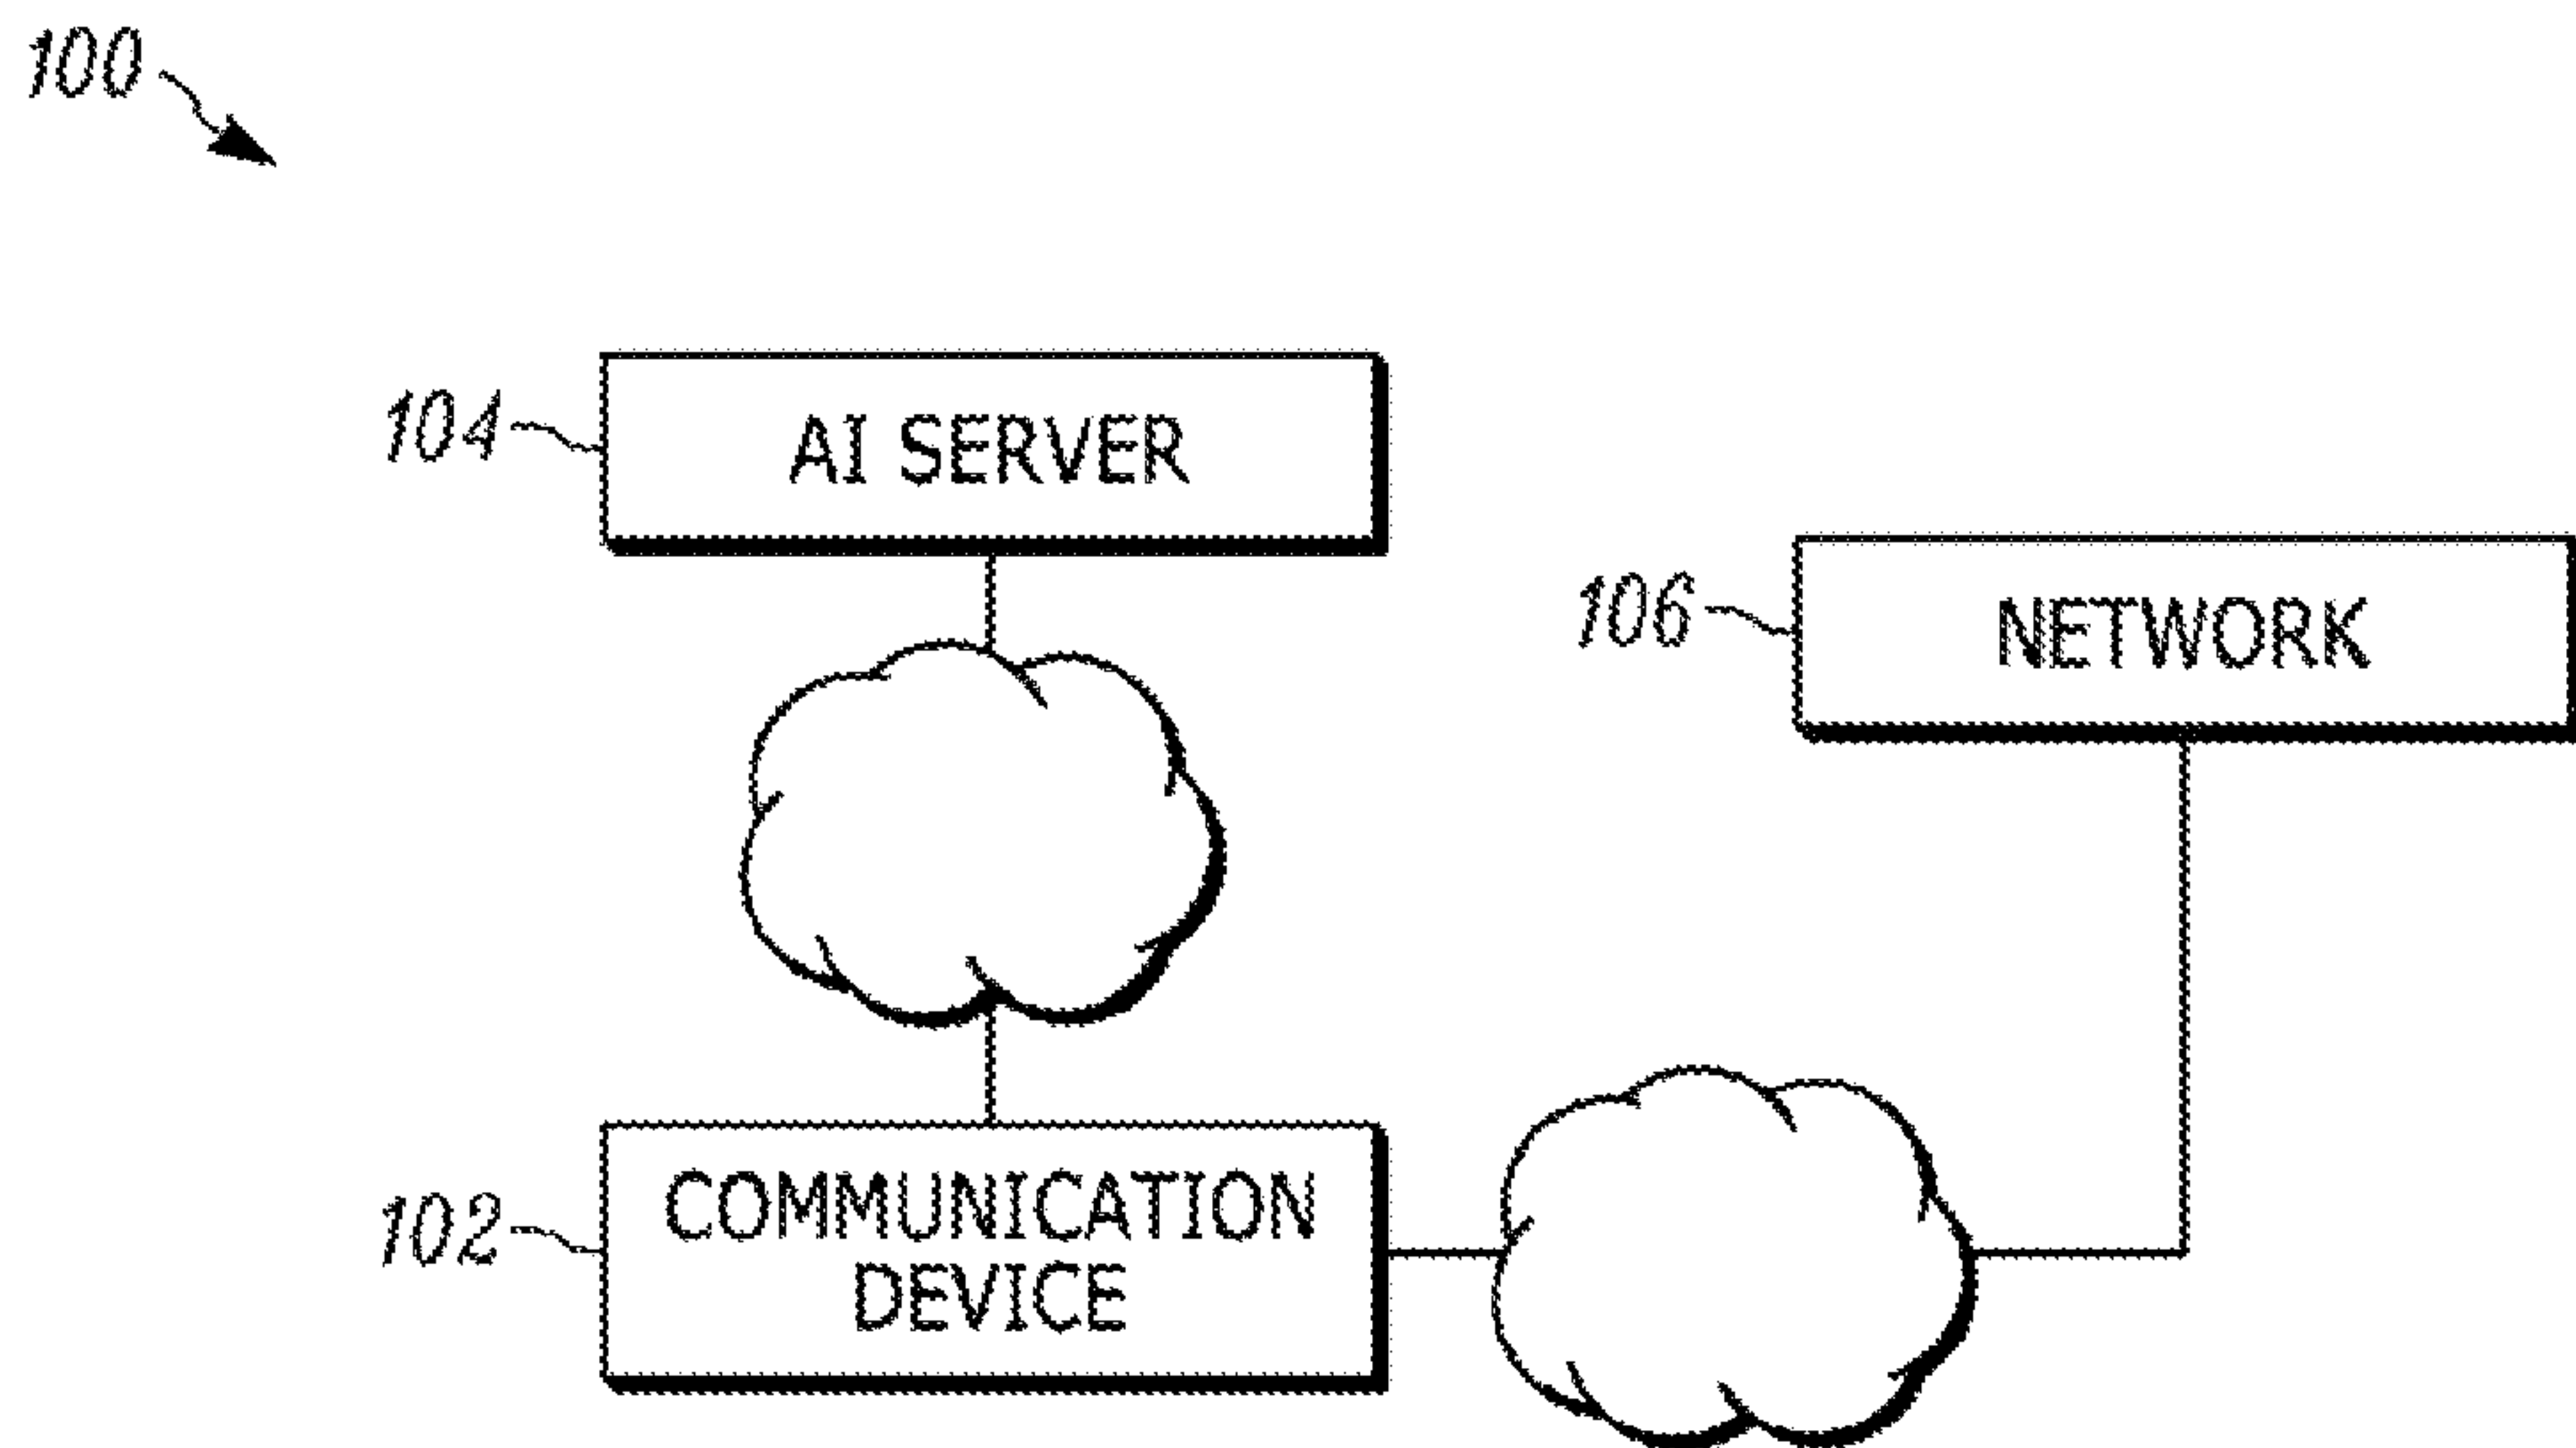 100
104
AI SERVER
106
NETWORK
102
COMMUNICATION
DEVICE